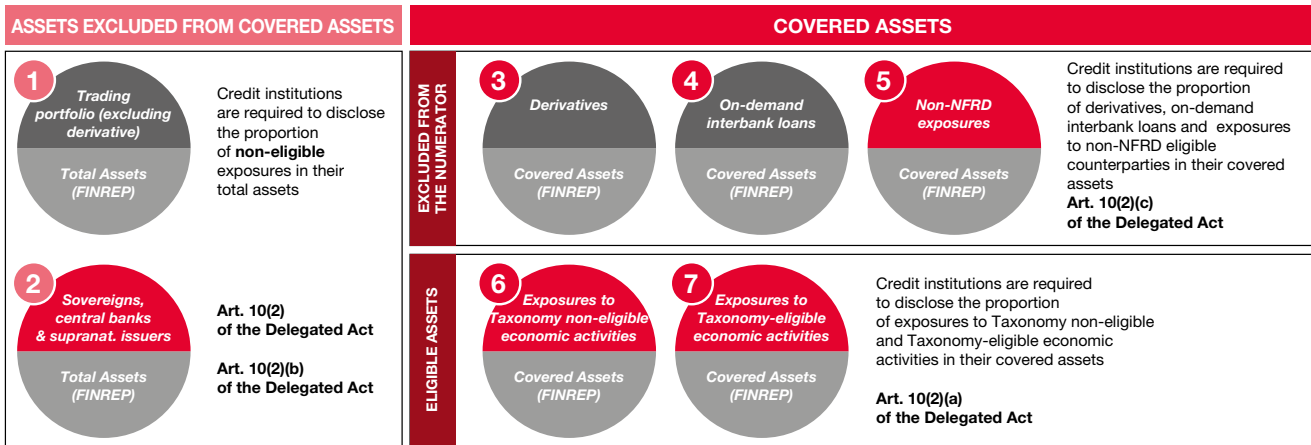 ASSETS EXCLUDED FROM COVERED ASSETS
1
Trading
portfolio (excluding
derivative)
Total Assets
(FINREP)
Credit institutions
are required to disclose
the proportion
of non-eligible
exposures in their
total assets
2
Sovereigns,
central banks
& supranat. issuers
Total Assets
(FINREP)
Art. 10(2)
of the Delegated Act
Art. 10(2)(b)
of the Delegated Act
COVERED ASSETS
EXCLUDED FROM
THE NUMERATOR
3
Derivatives
Covered Assets
(FINREP)
4
On-demand
interbank loans
Covered Assets
(FINREP)
5
Non-NFRD
exposures
Covered Assets
(FINREP)
Credit institutions are required
to disclose the proportion
of derivatives, on-demand
interbank loans and exposures
to non-NFRD eligible
counterparties in their covered
assets
Art. 10(2)(c)
of the Delegated Act
ELIGIBLE ASSETS
6
Exposures to
Taxonomy non-eligible
economic activities
Covered Assets
(FINREP)
7
Exposures to
Taxonomy-eligible
economic activities
Covered Assets
(FINREP)
Credit institutions are required
to disclose the proportion
of exposures to Taxonomy non-eligible
and Taxonomy-eligible economic
activities in their covered assets
Art. 10(2)(a)
of the Delegated Act